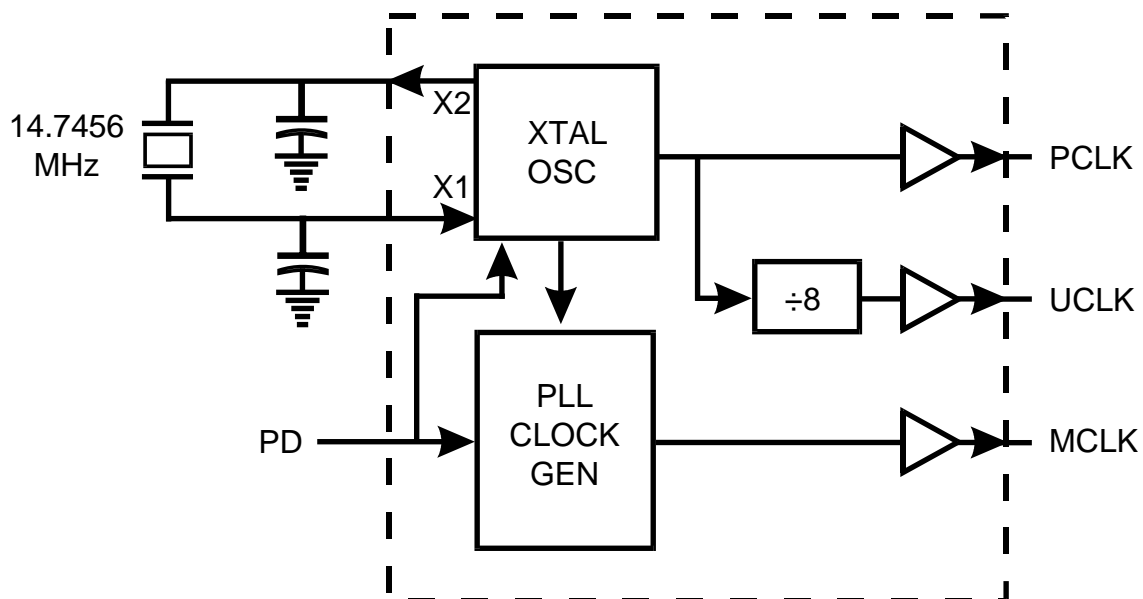 14.7456
MHz
X2
X1
XTAL
OSC
PCLK
÷8
UCLK
PD
PLL
CLOCK
GEN
MCLK